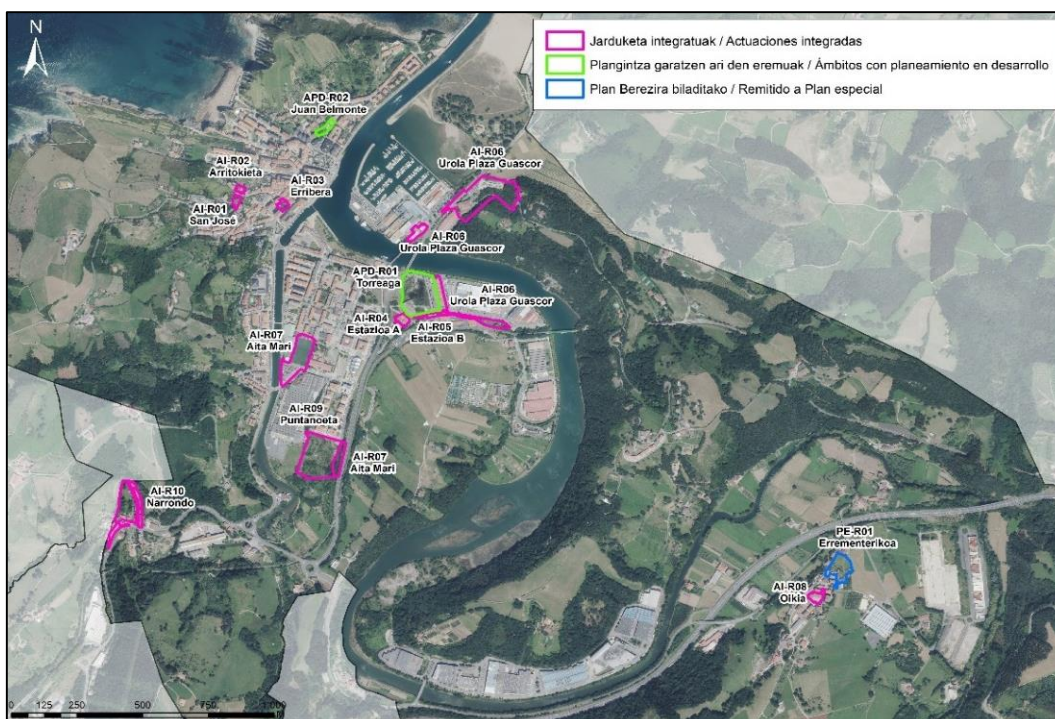 N
Jarduketa integratuak / Actuaciones integradas
Plangintza garatzen ari den eremuak / Ámbitos con planeamiento en desarrollo
Plan Berezira biladitako / Remitido a Plan especial
APD-R02
Juan Belmonte
AI-R02
Arritokieta
AI-R03
Erribera
AI-R01
San José
AI-R06
Urola Plaza Guascor
AI-R06
Urola Plaza Guascor
APD-R01
Torreaga
AI-R06
Urola Plaza Guascor
AI-R04
Estazioa A
AI-R05
Estazioa B
AI-R07
Aita Mari
AI-R09
Puntanoeta
AI-R07
Aita Mari
AI-R10
Narrondo
PE-R01
Errementerikoa
AI-R08
Oikia
0 125 250 500 750 1.000